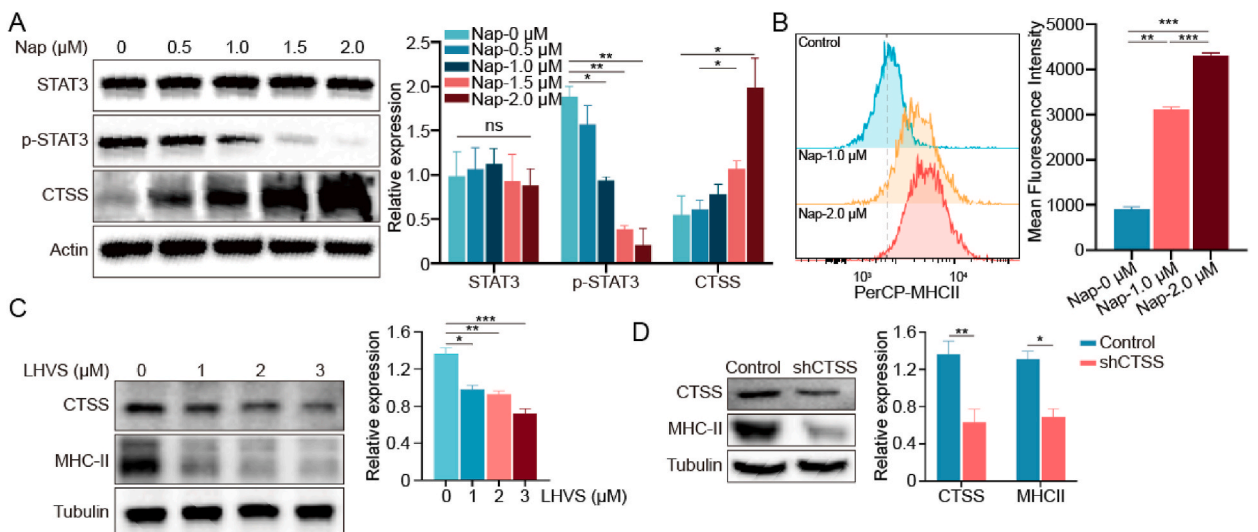 A
Nap (μM) 0 0.5 1.0 1.5 2.0
STAT3
p-STAT3
CTSS
Actin
Relative expression
2.5
2.0
1.5
1.0
0.5
0.0
Nap-0 μM
Nap-0.5 μM
Nap-1.0 μM
Nap-1.5 μM
Nap-2.0 μM
ns
**
**
*
*
*
STAT3 p-STAT3 CTSS
B
Control
Nap-1.0 μM
Nap-2.0 μM
10³ 10⁴
PerCP-MHCII
Mean Fluorescence Intensity
5000
4000
3000
2000
1000
0
***
** ***
Nap-0 μM
Nap-1.0 μM
Nap-2.0 μM
C
LHVS (μM) 0 1 2 3
CTSS
MHC-II
Tubulin
Relative expression
1.6
1.2
0.8
0.4
0.0
***
**
*
0 1 2 3 LHVS (μM)
D
Control shCTSS
CTSS
MHC-II
Tubulin
Relative expression
1.6
1.2
0.8
0.4
0.0
** *
CTSS MHCII
Control
shCTSS